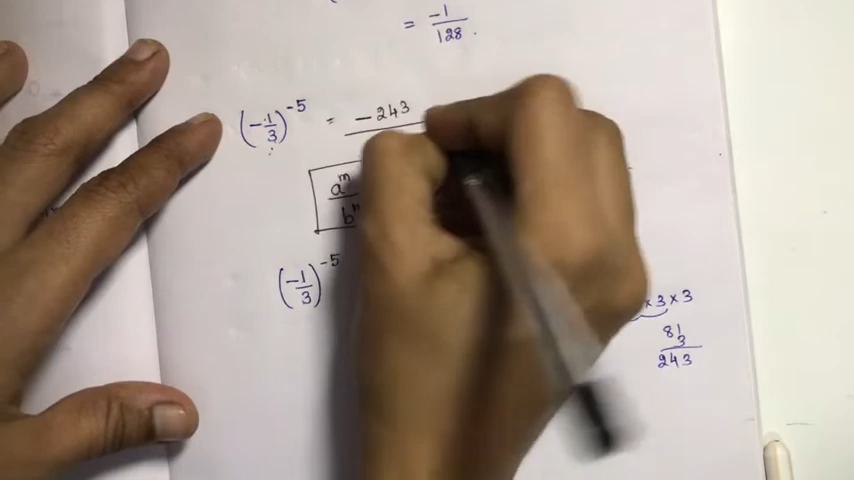 = -1/128.
(-1/3)^-5 = -243
a^m
b^m
(-1/3)^-5
× 3 × 3
81
3
243